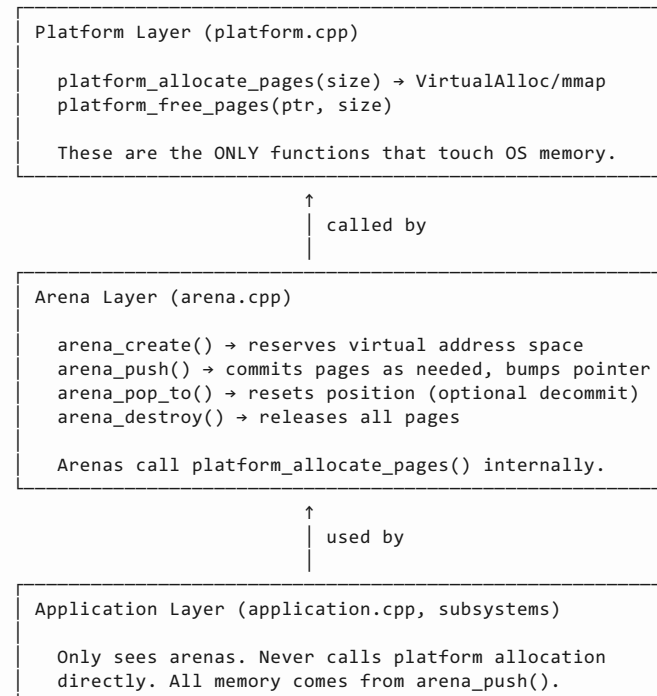 Platform Layer (platform.cpp)
platform_allocate_pages(size) → VirtualAlloc/mmap
platform_free_pages(ptr, size)
These are the ONLY functions that touch OS memory.
↑
called by
Arena Layer (arena.cpp)
arena_create() → reserves virtual address space
arena_push() → commits pages as needed, bumps pointer
arena_pop_to() → resets position (optional decommit)
arena_destroy() → releases all pages
Arenas call platform_allocate_pages() internally.
↑
used by
Application Layer (application.cpp, subsystems)
Only sees arenas. Never calls platform allocation
directly. All memory comes from arena_push().